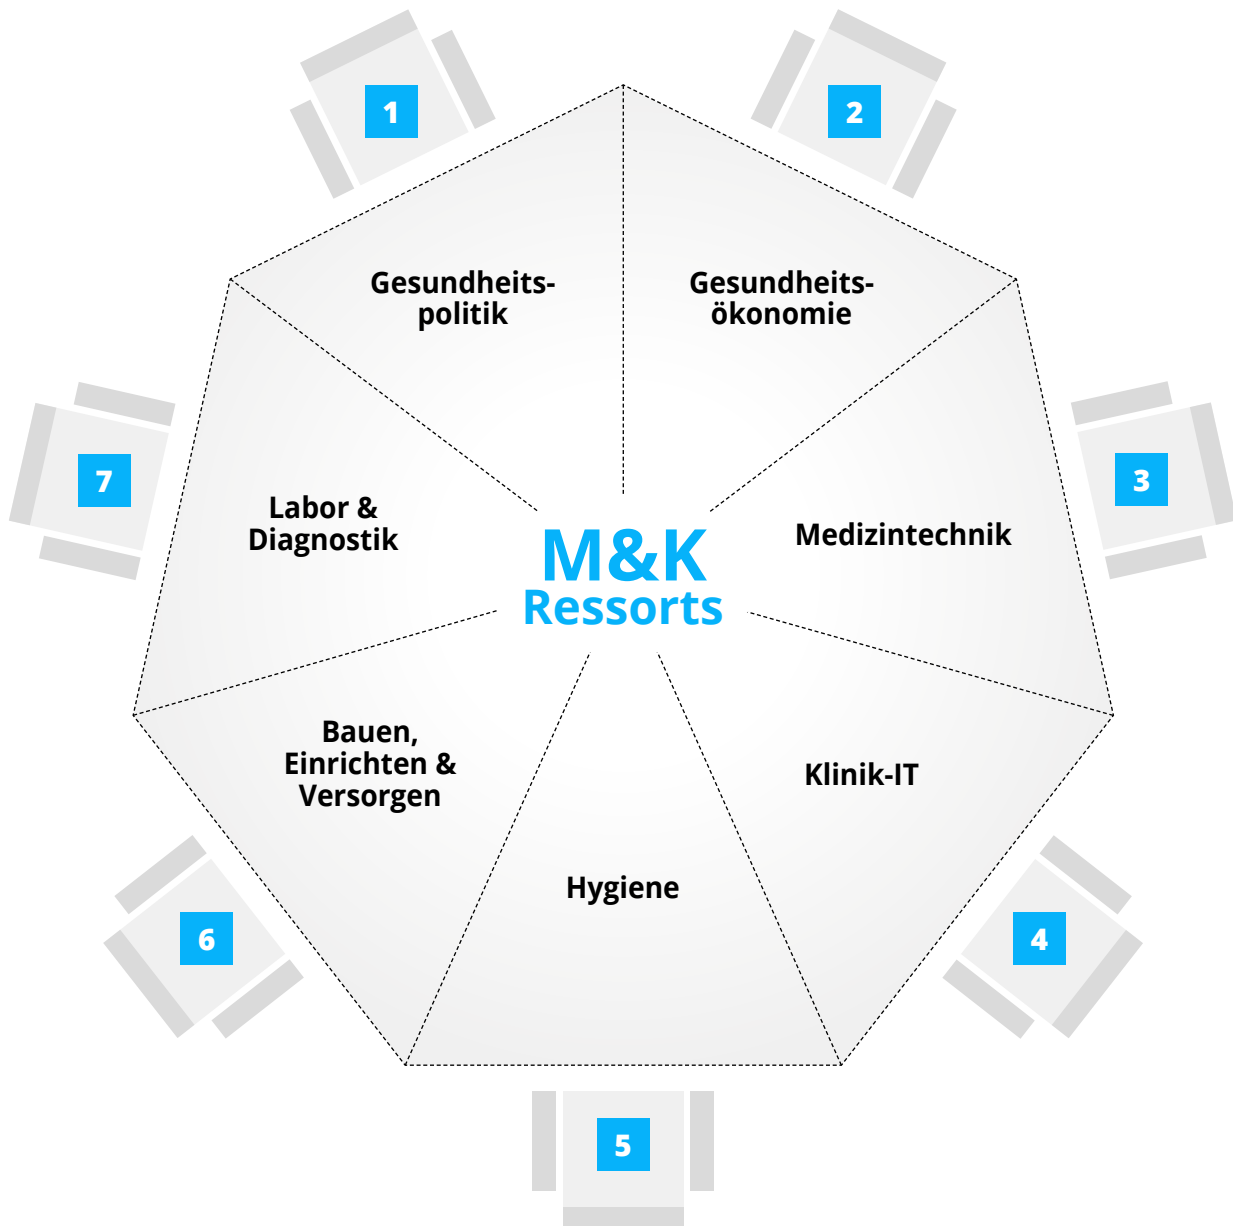 1
2
Gesundheits-
politik
Gesundheits-
ökonomie
7
3
Labor &
Diagnostik
M&K
Ressorts
Medizintechnik
Bauen,
Einrichten &
Versorgen
Klinik-IT
Hygiene
6
4
5